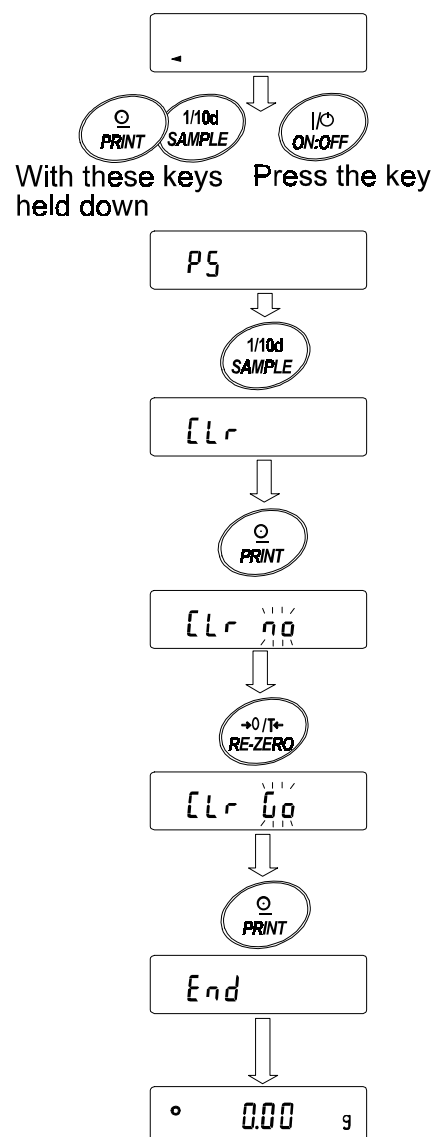 PRINT
1/10d
SAMPLE
ON:OFF
With these keys
held down
Press the key
PS
1/10d
SAMPLE
CLr
PRINT
CLr no
→0/T←
RE-ZERO
CLr Go
PRINT
End
0.00 g